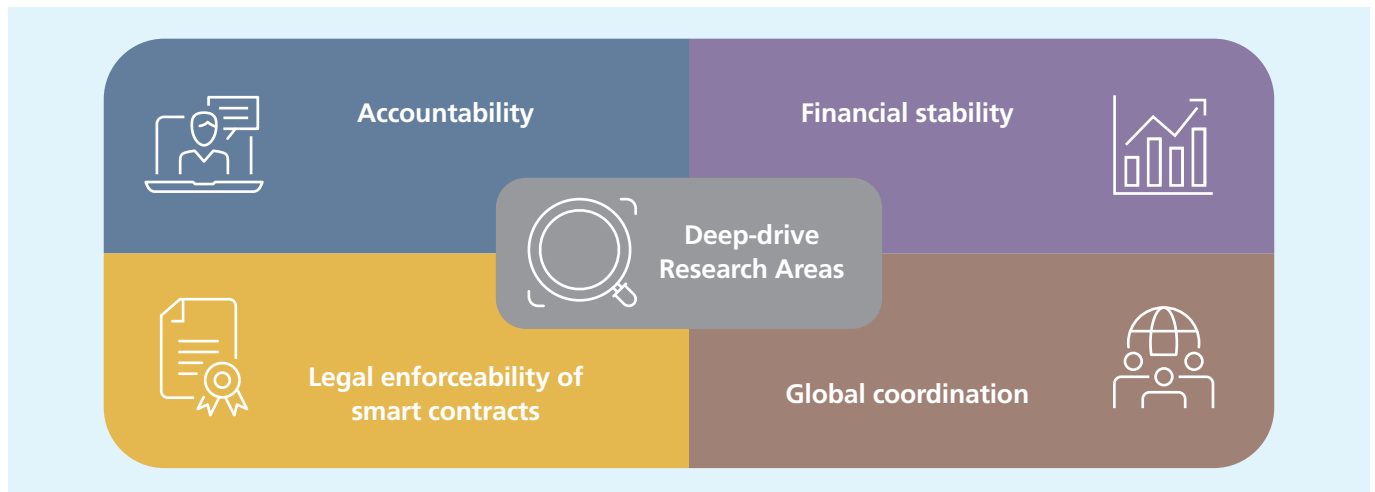 Accountability
Financial stability
Deep-drive
Research Areas
Legal enforceability of
smart contracts
Global coordination